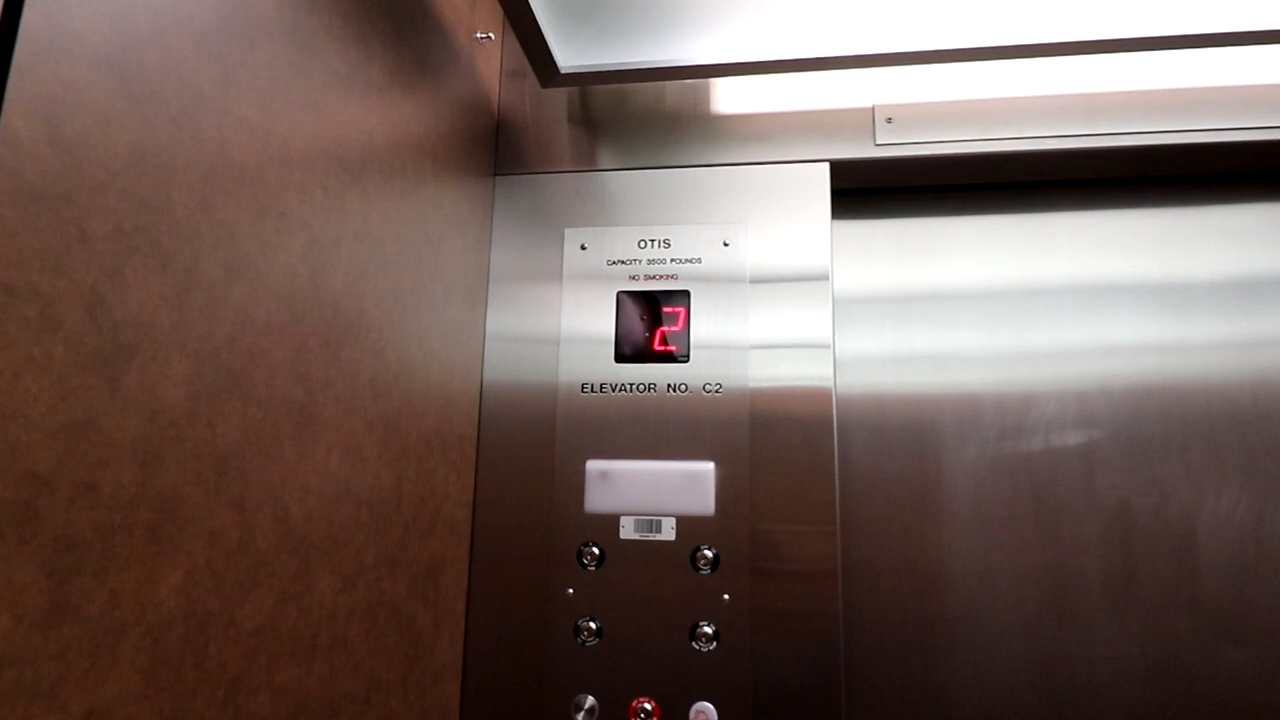 OTIS
CAPACITY 3500 POUNDS
NO SMOKING
2
ELEVATOR NO. C2